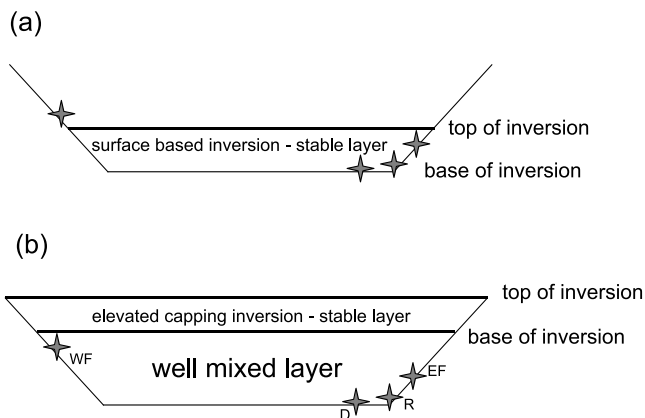 (a)
top of inversion
surface based inversion - stable layer
base of inversion
(b)
top of inversion
elevated capping inversion - stable layer
base of inversion
WF
well mixed layer
EF
D
R